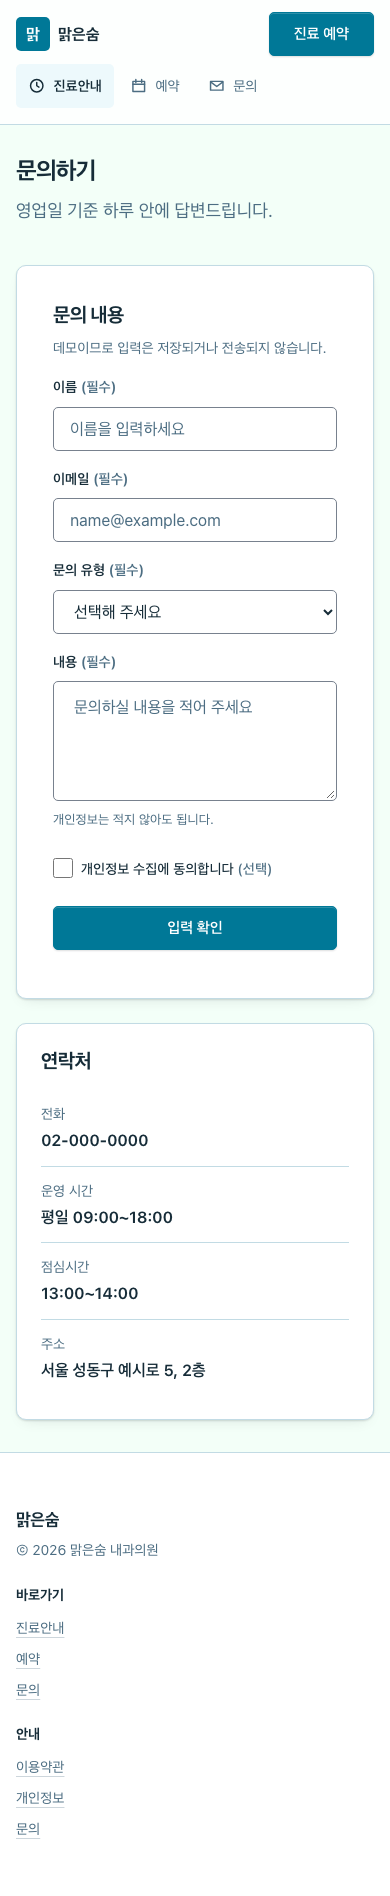 맑 맑은숨
진료 예약
진료안내 예약 문의
문의하기
영업일 기준 하루 안에 답변드립니다.
문의 내용
데모이므로 입력은 저장되거나 전송되지 않습니다.
이름 (필수)
이름을 입력하세요
이메일 (필수)
name@example.com
문의 유형 (필수)
선택해 주세요
내용 (필수)
문의하실 내용을 적어 주세요
개인정보는 적지 않아도 됩니다.
개인정보 수집에 동의합니다 (선택)
입력 확인
연락처
전화
02-000-0000
운영 시간
평일 09:00~18:00
점심시간
13:00~14:00
주소
서울 성동구 예시로 5, 2층
맑은숨
© 2026 맑은숨 내과의원
바로가기
진료안내
예약
문의
안내
이용약관
개인정보
문의